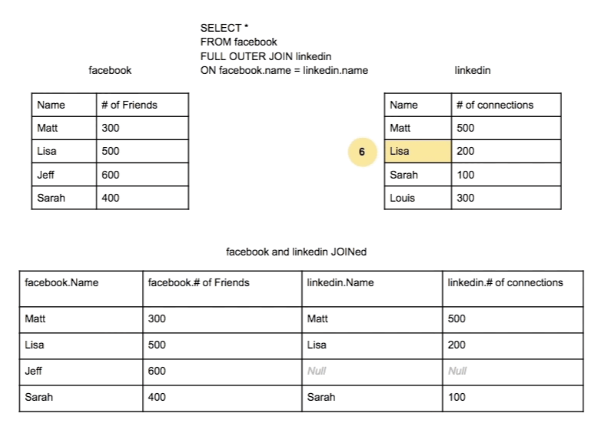 SELECT *
FROM facebook
FULL OUTER JOIN linkedin
ON facebook.name = linkedin.name
facebook
Name # of Friends
Matt 300
Lisa 500
Jeff 600
Sarah 400
linkedin
Name # of connections
Matt 500
6 Lisa 200
Sarah 100
Louis 300
facebook and linkedin JOINed
facebook.Name facebook.# of Friends linkedin.Name linkedin.# of connections
Matt 300 Matt 500
Lisa 500 Lisa 200
Jeff 600 Null Null
Sarah 400 Sarah 100